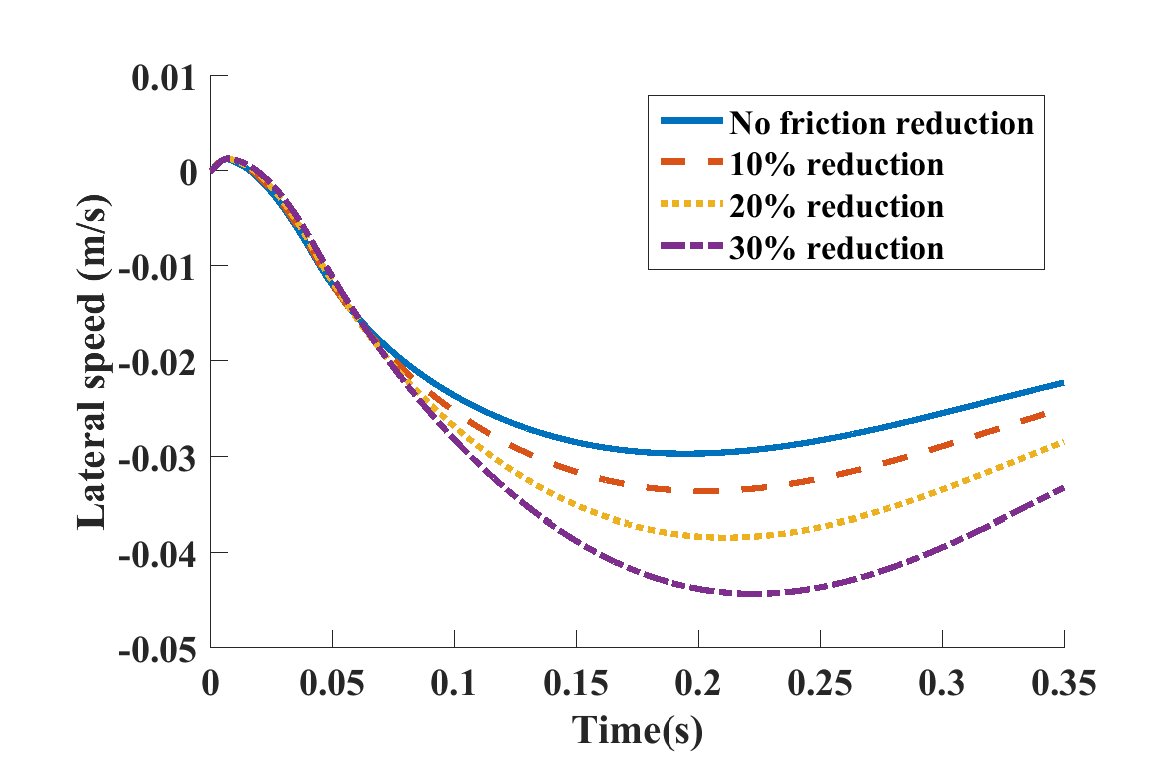 0.01
0
-0.01
-0.02
-0.03
-0.04
-0.05
Lateral speed (m/s)
No friction reduction
10% reduction
20% reduction
30% reduction
0 0.05 0.1 0.15 0.2 0.25 0.3 0.35
Time(s)